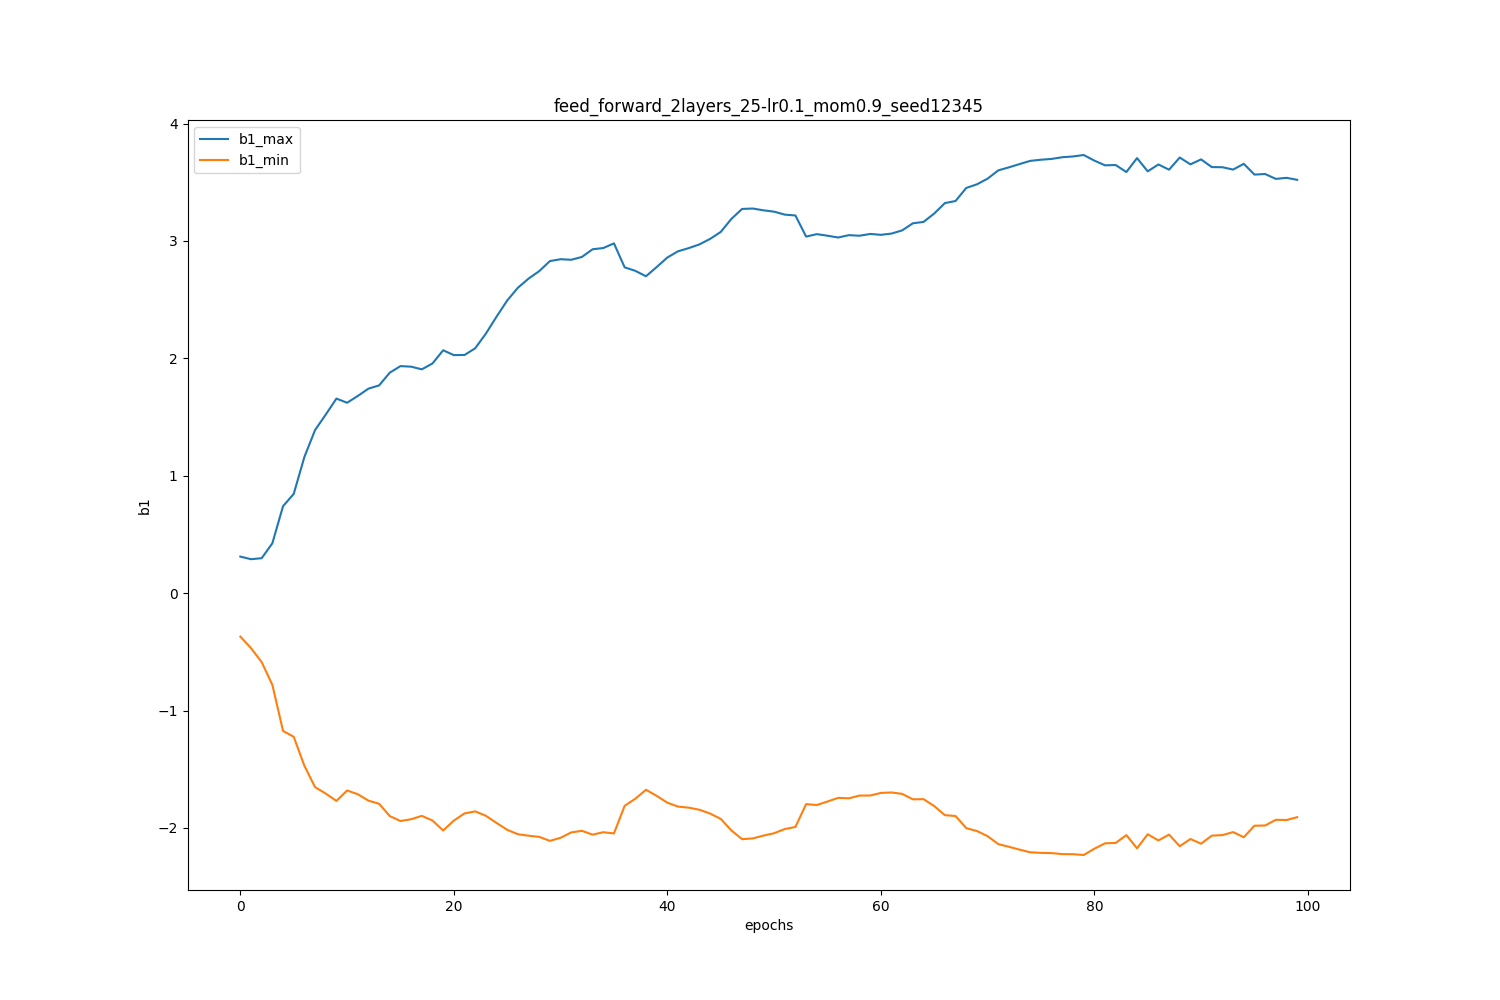 feed_forward_2layers_25-lr0.1_mom0.9_seed12345
b1_max
b1_min
4
3
2
1
0
−1
−2
b1
0 20 40 60 80 100
epochs